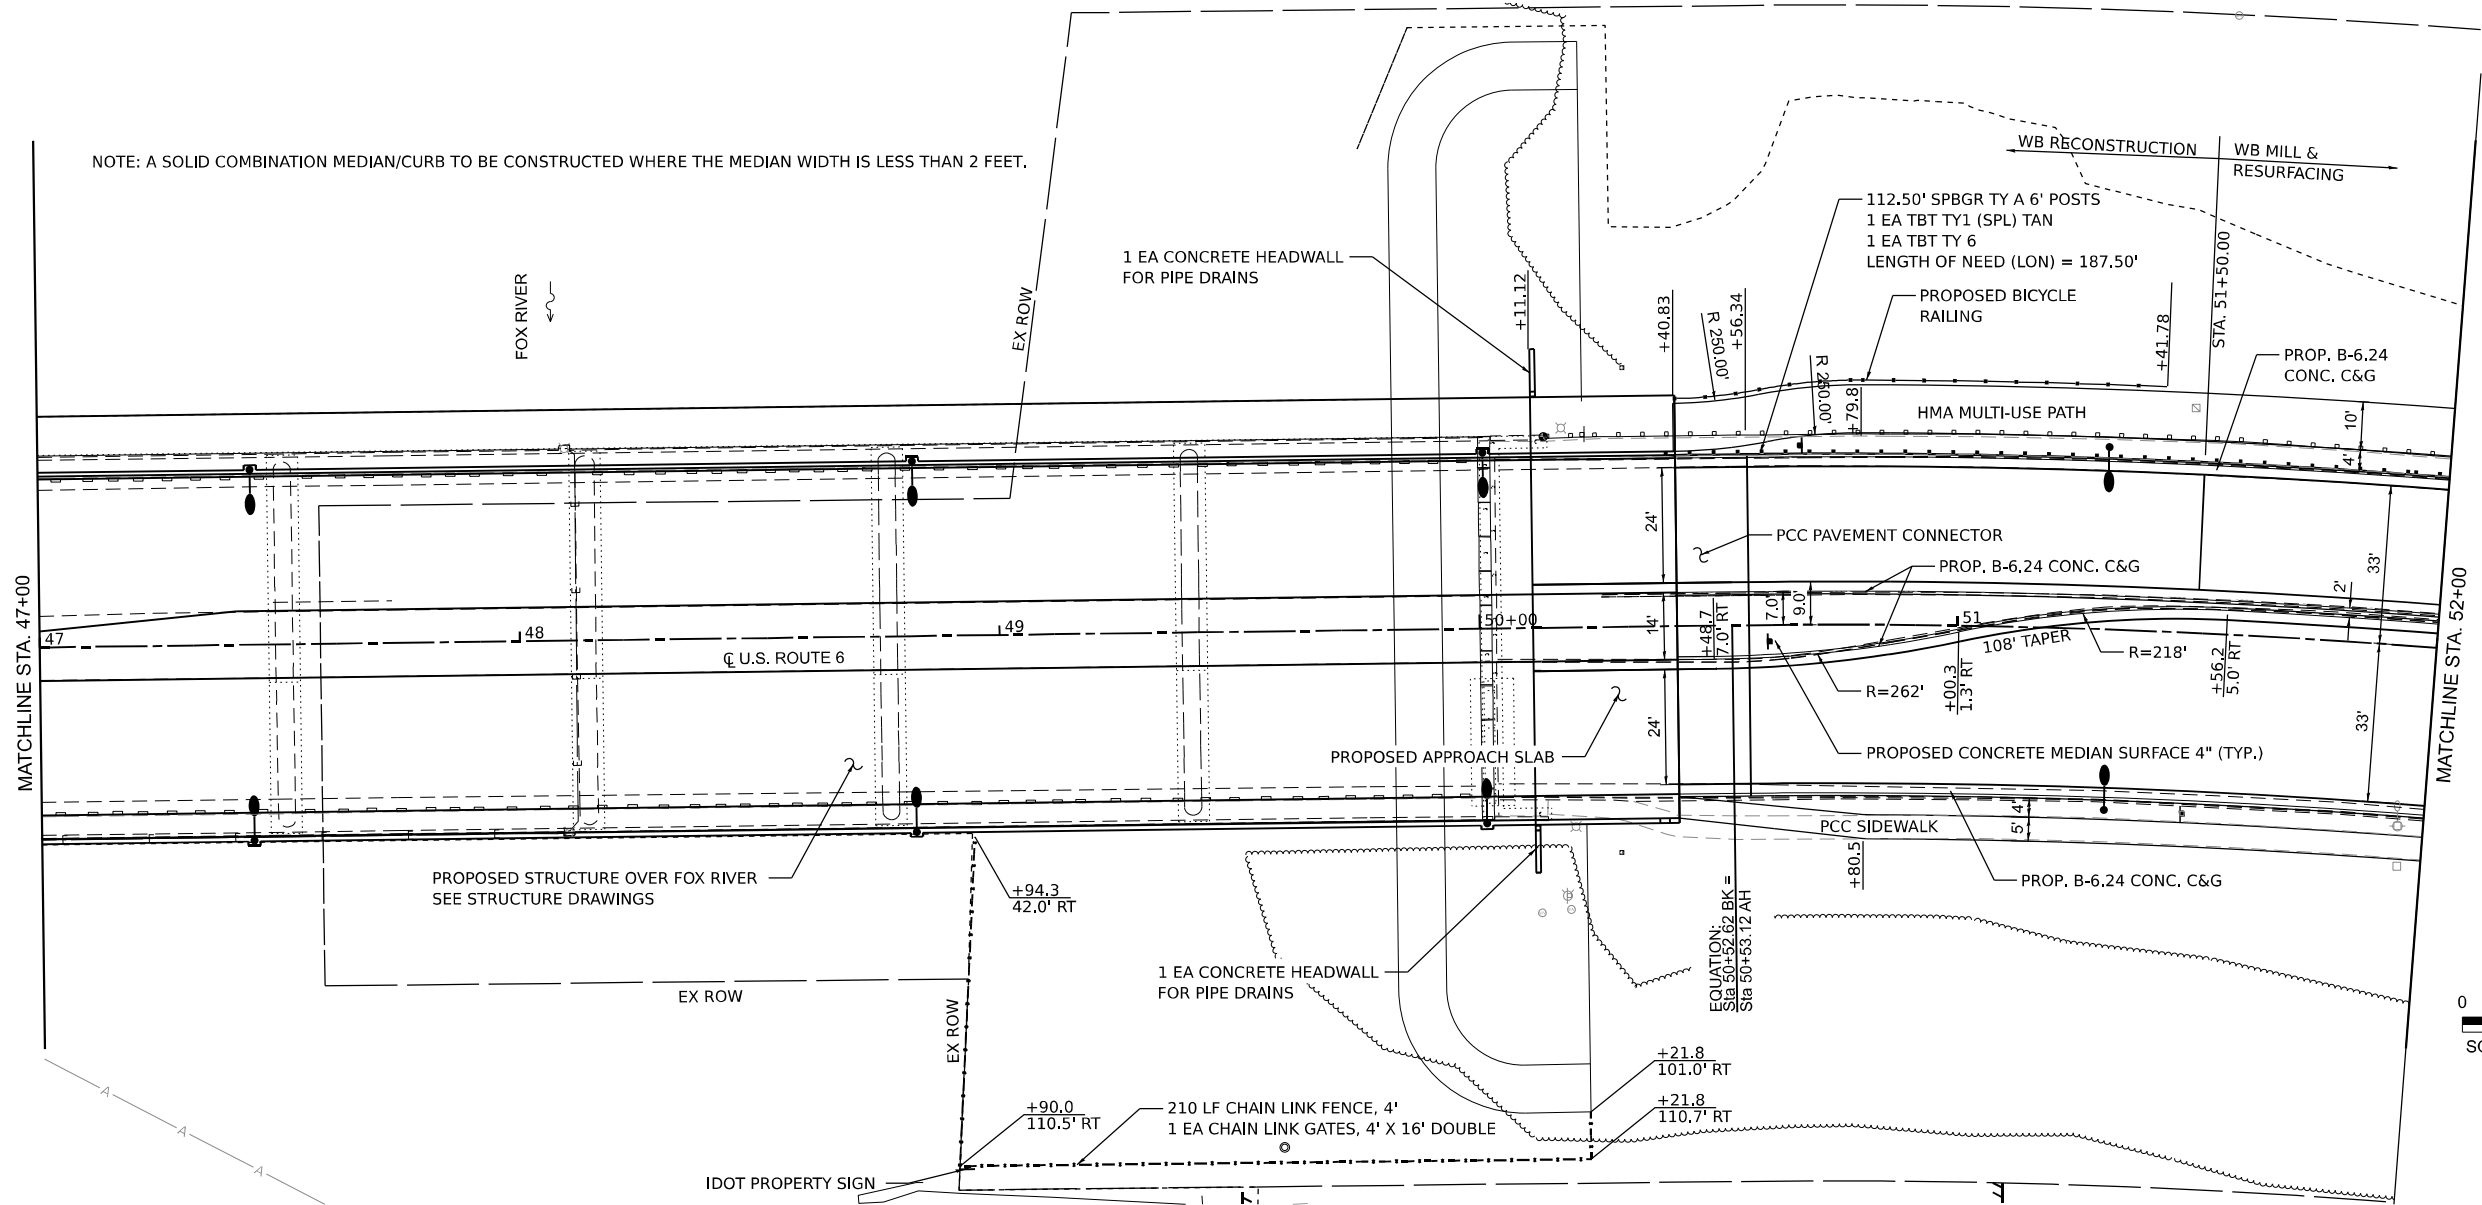 NOTE: A SOLID COMBINATION MEDIAN/CURB TO BE CONSTRUCTED WHERE THE MEDIAN WIDTH IS LESS THAN 2 FEET.
WB RECONSTRUCTION
WB MILL &
RESURFACING
112.50' SPBGR TY A 6' POSTS
1 EA TBT TY1 (SPL) TAN
1 EA TBT TY 6
LENGTH OF NEED (LON) = 187.50'
1 EA CONCRETE HEADWALL
FOR PIPE DRAINS
FOX RIVER
EX ROW
+11.12
+40.83
R 250.00'
+56.34
R 250.00'
+79.8
PROPOSED BICYCLE
RAILING
+41.78
STA. 51+50.00
PROP. B-6.24
CONC. C&G
HMA MULTI-USE PATH
10'
4'
24'
PCC PAVEMENT CONNECTOR
PROP. B-6.24 CONC. C&G
33'
2'
MATCHLINE STA. 47+00
47
48
49
50+00
51
14'
+48.7
7.0' RT
7.0'
9.0'
℄ U.S. ROUTE 6
108' TAPER
R=218'
R=262'
+00.3
1.3' RT
+56.2
5.0' RT
MATCHLINE STA. 52+00
24'
33'
PROPOSED APPROACH SLAB
PROPOSED CONCRETE MEDIAN SURFACE 4" (TYP.)
E
E
E
PCC SIDEWALK
5'
4'
+80.5
PROP. B-6.24 CONC. C&G
PROPOSED STRUCTURE OVER FOX RIVER
SEE STRUCTURE DRAWINGS
+94.3
42.0' RT
EQUATION:
Sta 50+52.62 BK =
Sta 50+53.12 AH
1 EA CONCRETE HEADWALL
FOR PIPE DRAINS
EX ROW
EX ROW
0
+21.8
101.0' RT
+21.8
110.7' RT
+90.0
110.5' RT
210 LF CHAIN LINK FENCE, 4'
1 EA CHAIN LINK GATES, 4' X 16' DOUBLE
IDOT PROPERTY SIGN
A
A
A